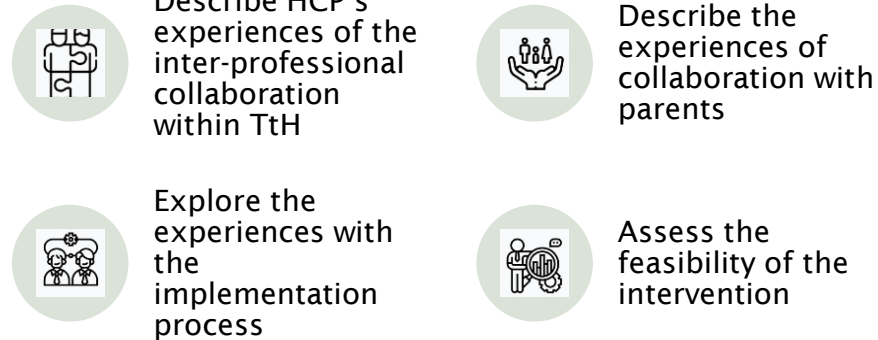 Describe HCP's
experiences of the
inter-professional
collaboration
within TtH
Describe the
experiences of
collaboration with
parents
Explore the
experiences with
the
implementation
process
Assess the
feasibility of the
intervention